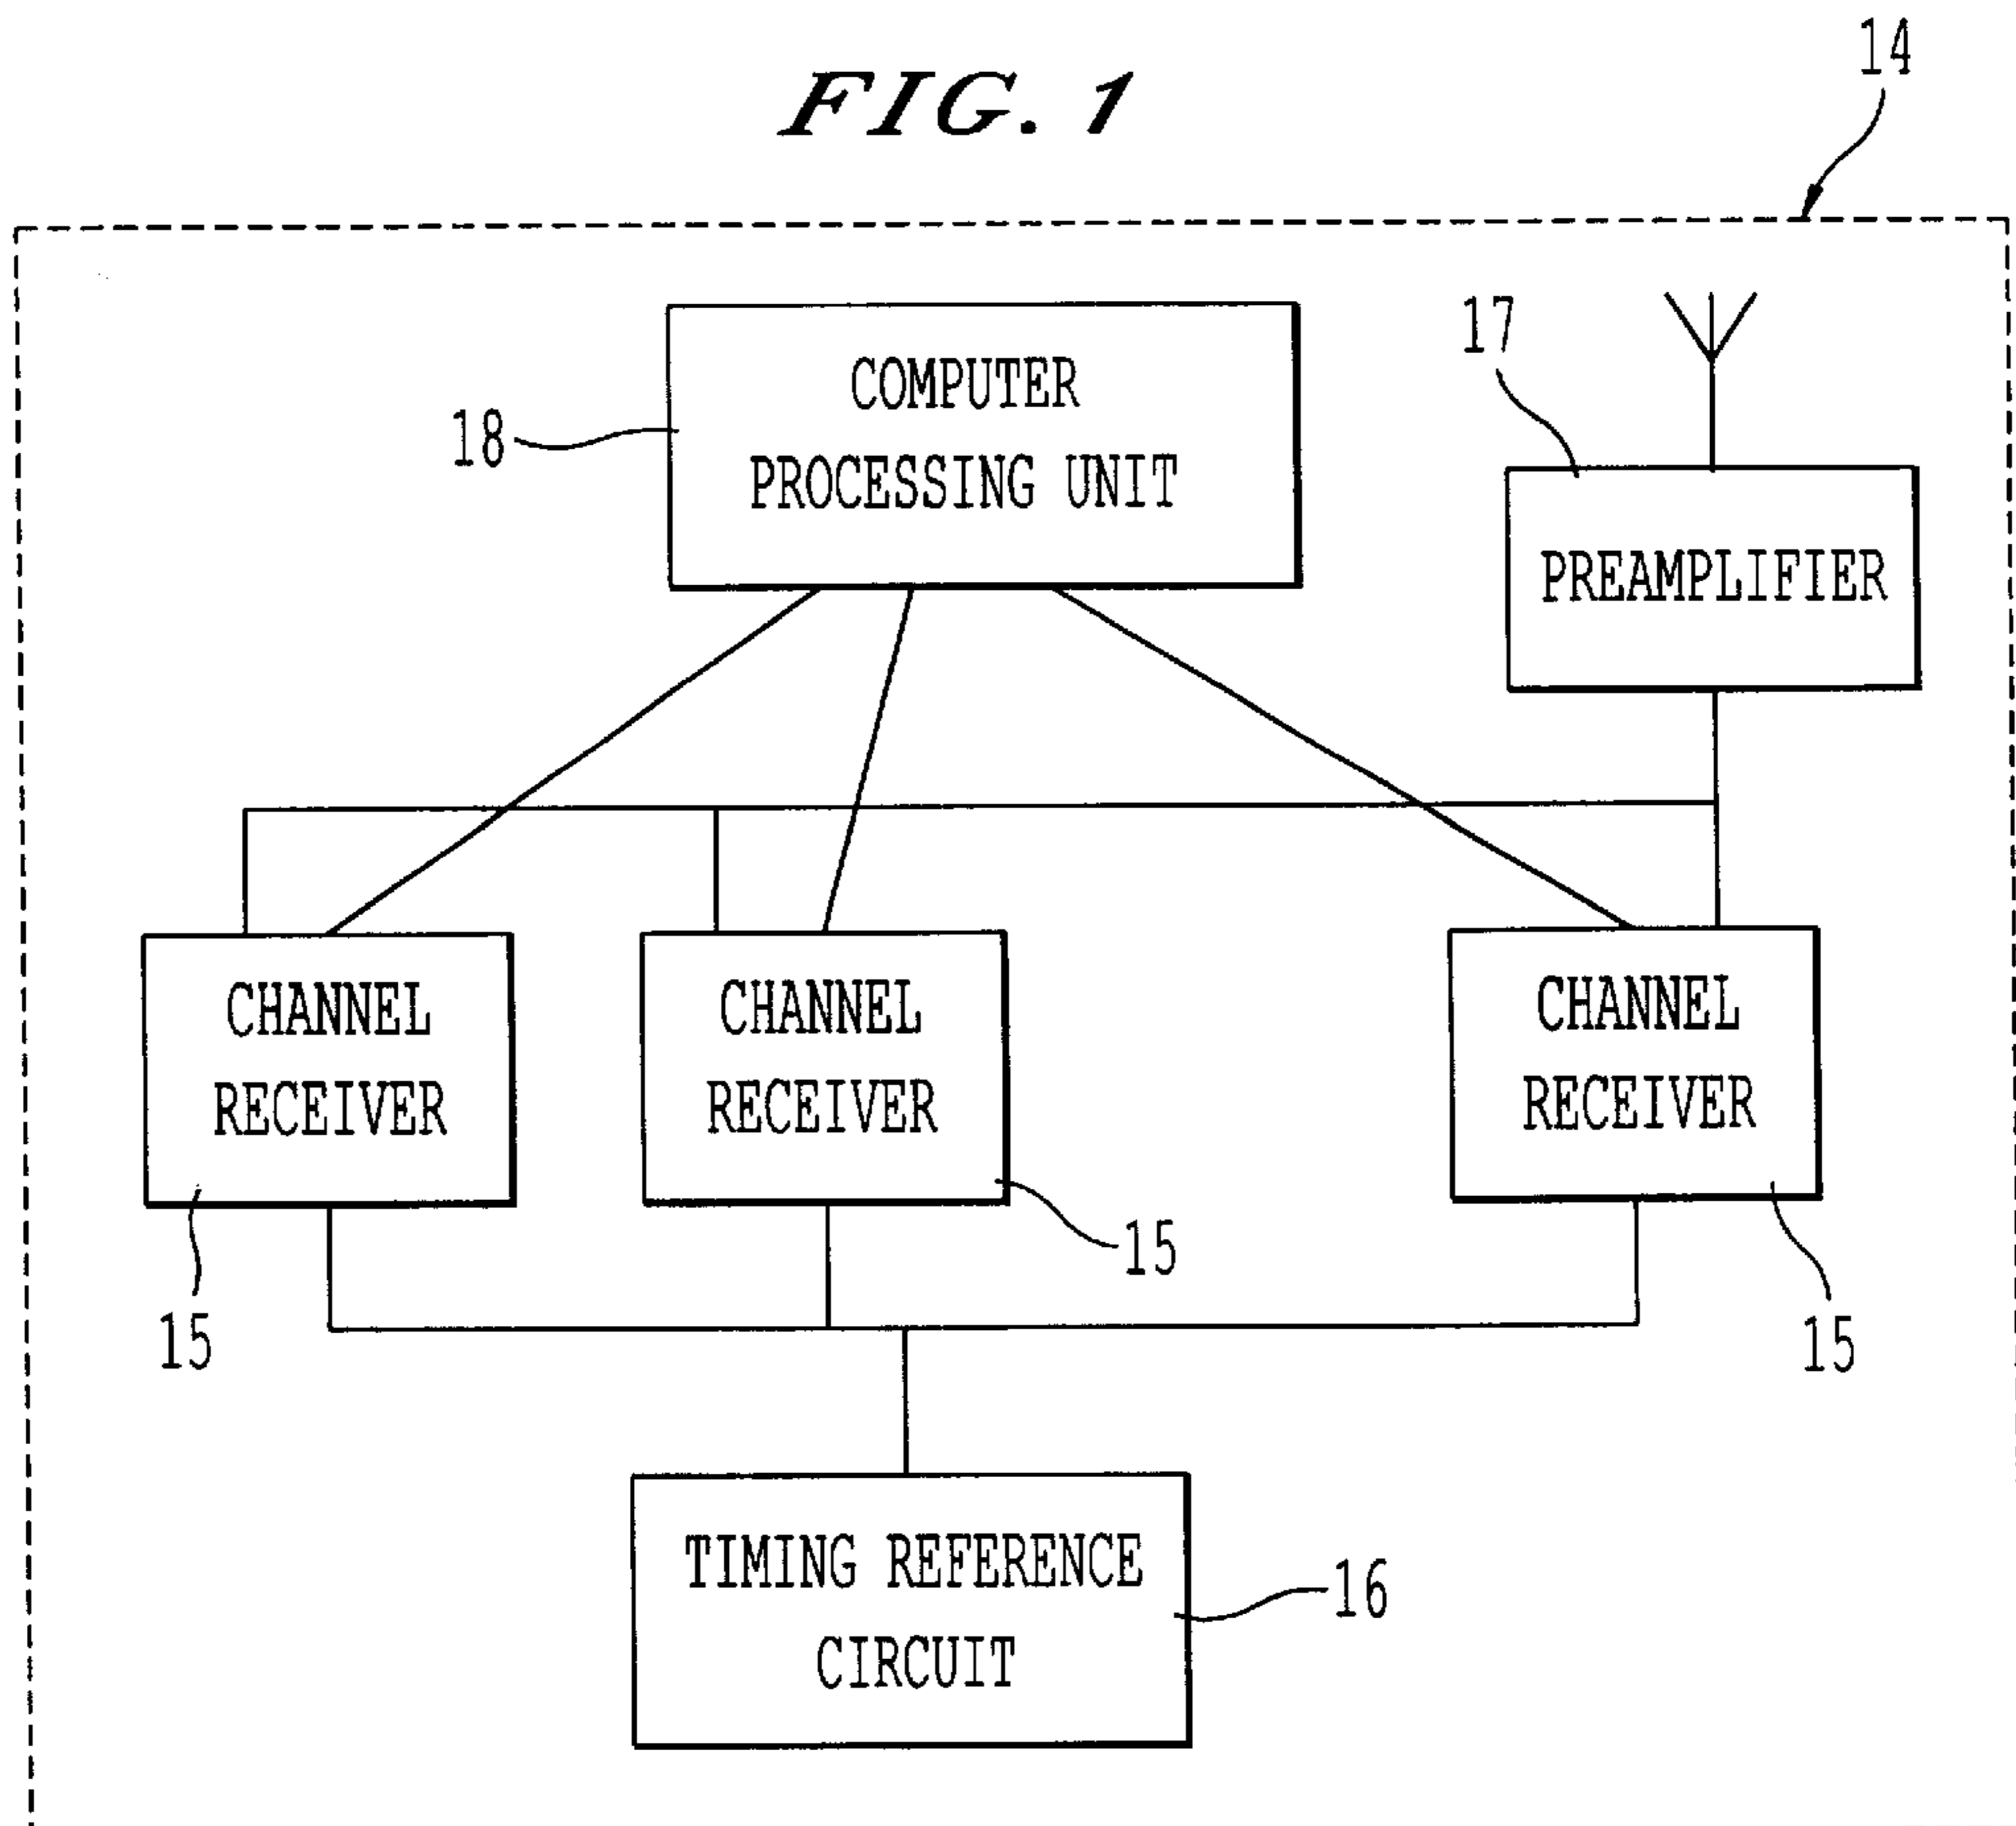 FIG. 1
14
COMPUTER
PROCESSING UNIT
18
17
PREAMPLIFIER
CHANNEL
RECEIVER
CHANNEL
RECEIVER
CHANNEL
RECEIVER
15
15
15
TIMING REFERENCE
CIRCUIT
16